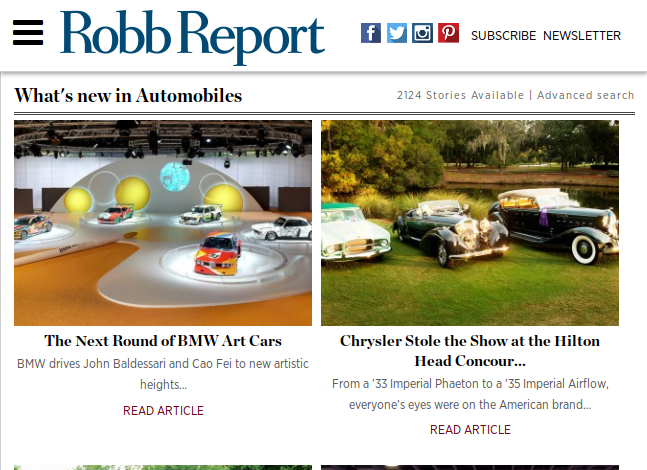 Robb Report
SUBSCRIBE NEWSLETTER
What's new in Automobiles
2124 Stories Available | Advanced search
The Next Round of BMW Art Cars
BMW drives John Baldessari and Cao Fei to new artistic
heights...
READ ARTICLE
Chrysler Stole the Show at the Hilton
Head Concour...
From a '33 Imperial Phaeton to a '35 Imperial Airflow,
everyone's eyes were on the American brand...
READ ARTICLE